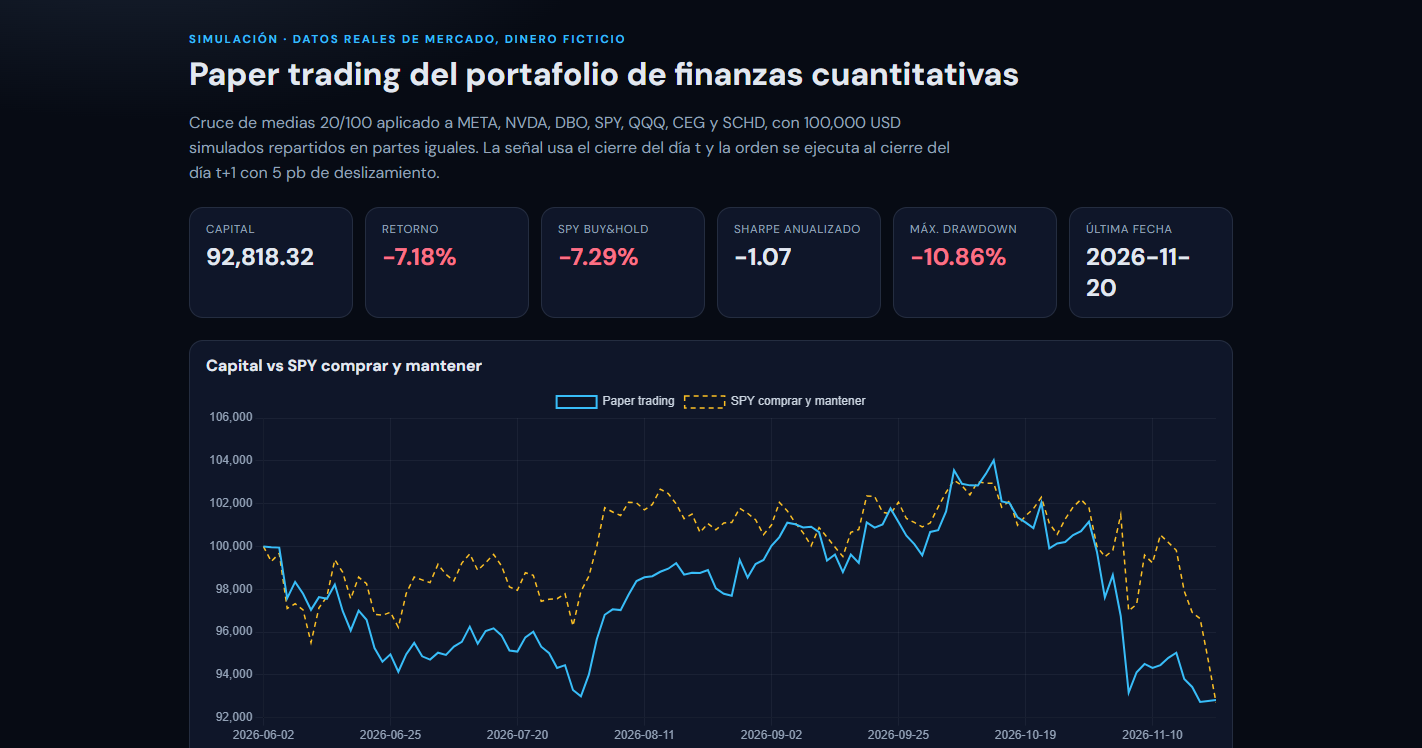 SIMULACIÓN · DATOS REALES DE MERCADO, DINERO FICTICIO
Paper trading del portafolio de finanzas cuantitativas
Cruce de medias 20/100 aplicado a META, NVDA, DBO, SPY, QQQ, CEG y SCHD, con 100,000 USD
simulados repartidos en partes iguales. La señal usa el cierre del día t y la orden se ejecuta al cierre del
día t+1 con 5 pb de deslizamiento.
CAPITAL
92,818.32
RETORNO
−7.18%
SPY BUY&HOLD
−7.29%
SHARPE ANUALIZADO
−1.07
MÁX. DRAWDOWN
−10.86%
ÚLTIMA FECHA
2026-11-
20
Capital vs SPY comprar y mantener
Paper trading
SPY comprar y mantener
106,000
104,000
102,000
100,000
98,000
96,000
94,000
92,000
2026-06-02
2026-06-25
2026-07-20
2026-08-11
2026-09-02
2026-09-25
2026-10-19
2026-11-10